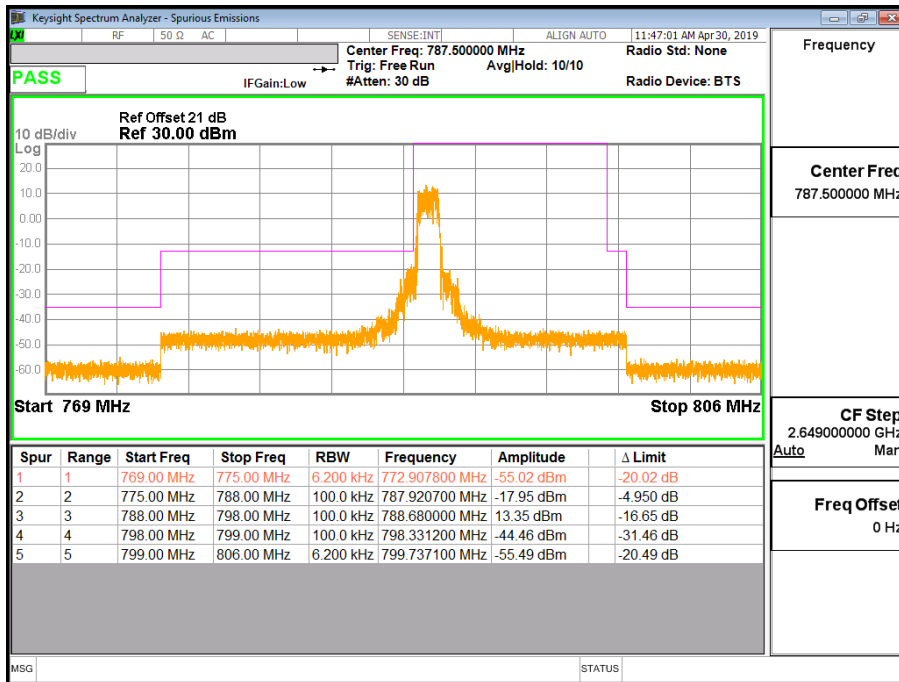 Keysight Spectrum Analyzer - Spurious Emissions
LXI RF 50 Ω AC SENSE:INT ALIGN AUTO 11:47:01 AM Apr 30, 2019
Center Freq: 787.500000 MHz Radio Std: None
Trig: Free Run Avg|Hold: 10/10
PASS IFGain:Low #Atten: 30 dB Radio Device: BTS
Ref Offset 21 dB
10 dB/div Ref 30.00 dBm
Log
20.0
10.0
0.00
-10.0
-20.0
-30.0
-40.0
-50.0
-60.0
Start 769 MHz Stop 806 MHz
Spur Range Start Freq Stop Freq RBW Frequency Amplitude Δ Limit
1 1 769.00 MHz 775.00 MHz 6.200 kHz 772.907800 MHz -55.02 dBm -20.02 dB
2 2 775.00 MHz 788.00 MHz 100.0 kHz 787.920700 MHz -17.95 dBm -4.950 dB
3 3 788.00 MHz 798.00 MHz 100.0 kHz 788.680000 MHz 13.35 dBm -16.65 dB
4 4 798.00 MHz 799.00 MHz 100.0 kHz 798.331200 MHz -44.46 dBm -31.46 dB
5 5 799.00 MHz 806.00 MHz 6.200 kHz 799.737100 MHz -55.49 dBm -20.49 dB
MSG STATUS
Frequency
Center Freq
787.500000 MHz
CF Step
2.649000000 GHz
Auto Man
Freq Offset
0 Hz